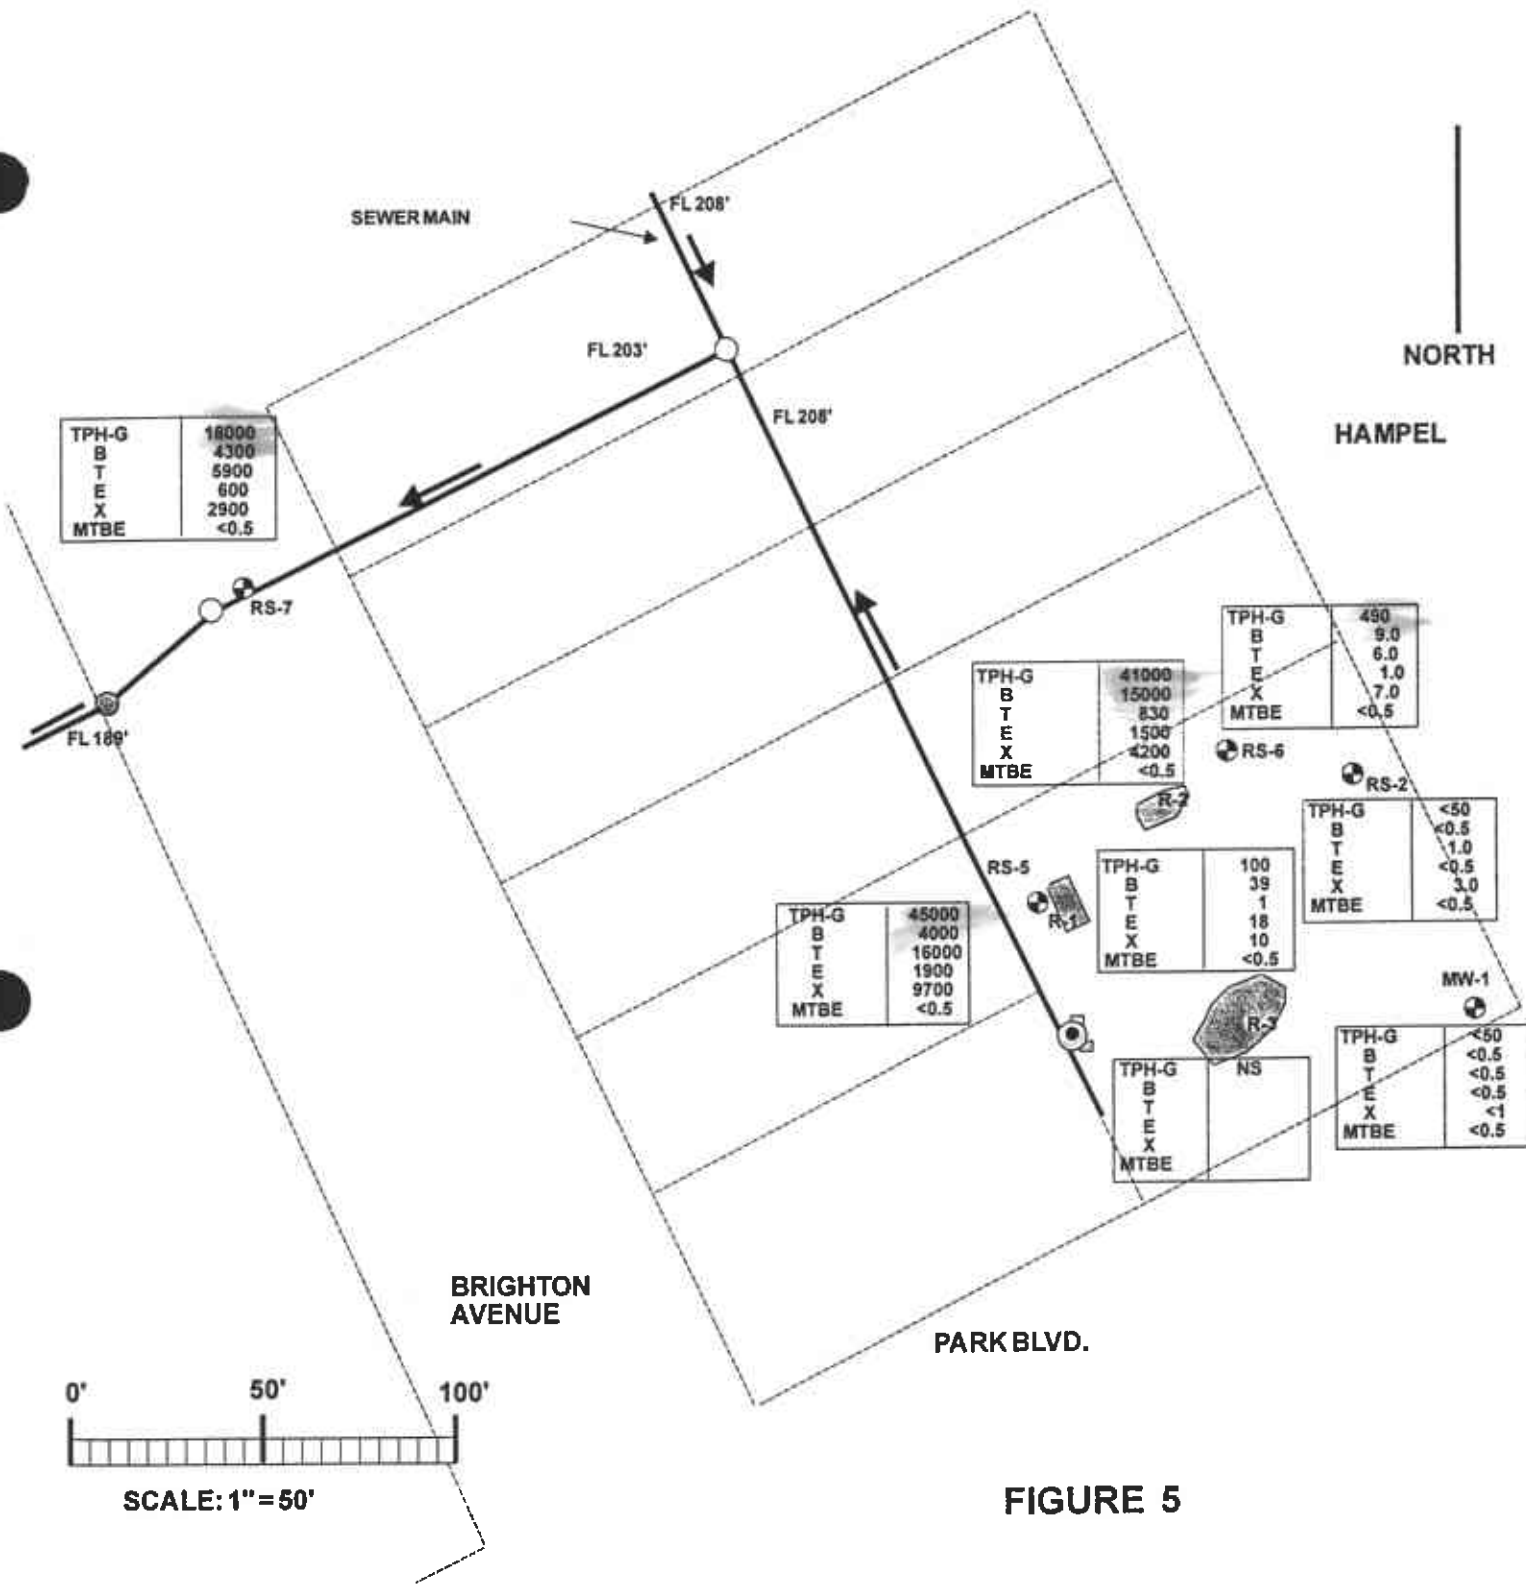 FL 208'
SEWER MAIN
FL 203'
NORTH
FL 208'
HAMPEL
TPH-G 18000
B 4300
T 5900
E 600
X 2900
MTBE <0.5
RS-7
FL 189'
TPH-G 490
B 9.0
T 6.0
E 1.0
X 7.0
MTBE <0.5
TPH-G 41000
B 15000
T 830
E 1500
X 4200
MTBE <0.5
RS-6
RS-2
R-2
TPH-G <50
B <0.5
T 1.0
E <0.5
X 3.0
MTBE <0.5
RS-5
R-1
TPH-G 100
B 39
T 1
E 18
X 10
MTBE <0.5
TPH-G 45000
B 4000
T 16000
E 1900
X 9700
MTBE <0.5
MW-1
R-3
TPH-G <50
B <0.5
T <0.5
E <0.5
X <1
MTBE <0.5
TPH-G NS
B
T
E
X
MTBE
BRIGHTON
AVENUE
PARK BLVD.
0' 50' 100'
SCALE: 1" = 50'
FIGURE 5